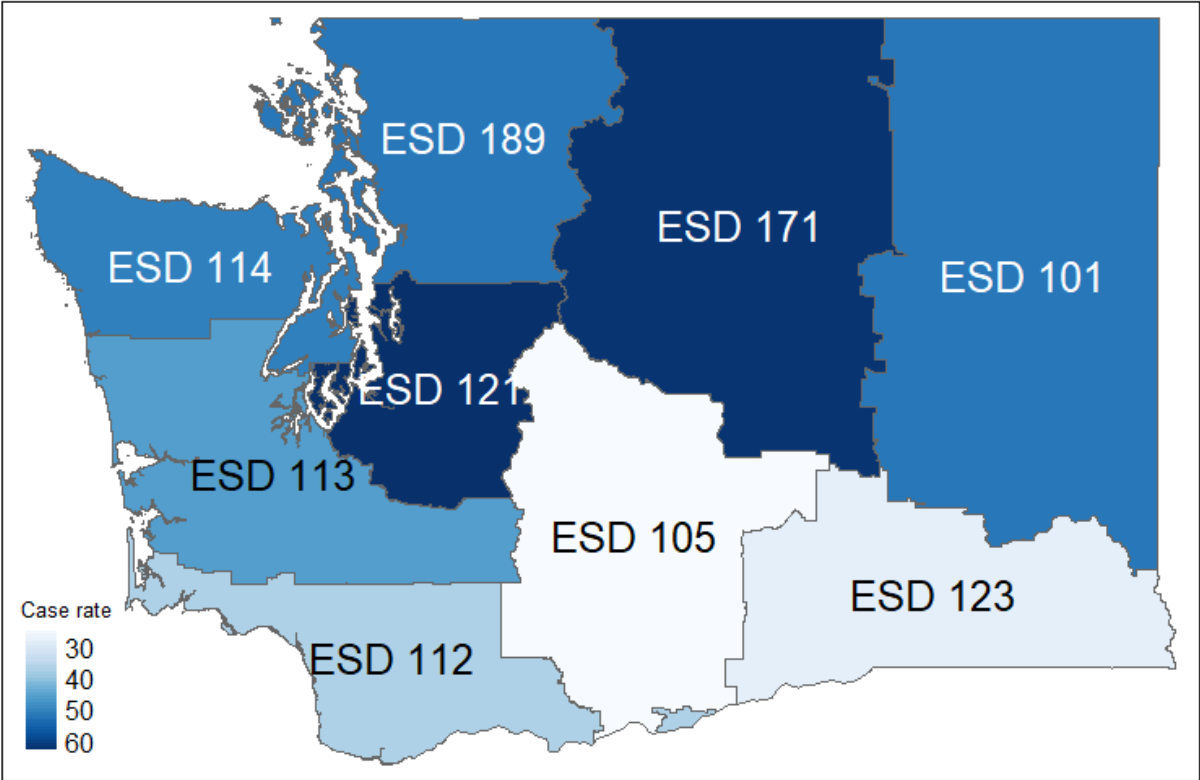 ESD 189
ESD 171
ESD 114
ESD 101
ESD 121
ESD 113
ESD 105
ESD 123
ESD 112
Case rate
30
40
50
60